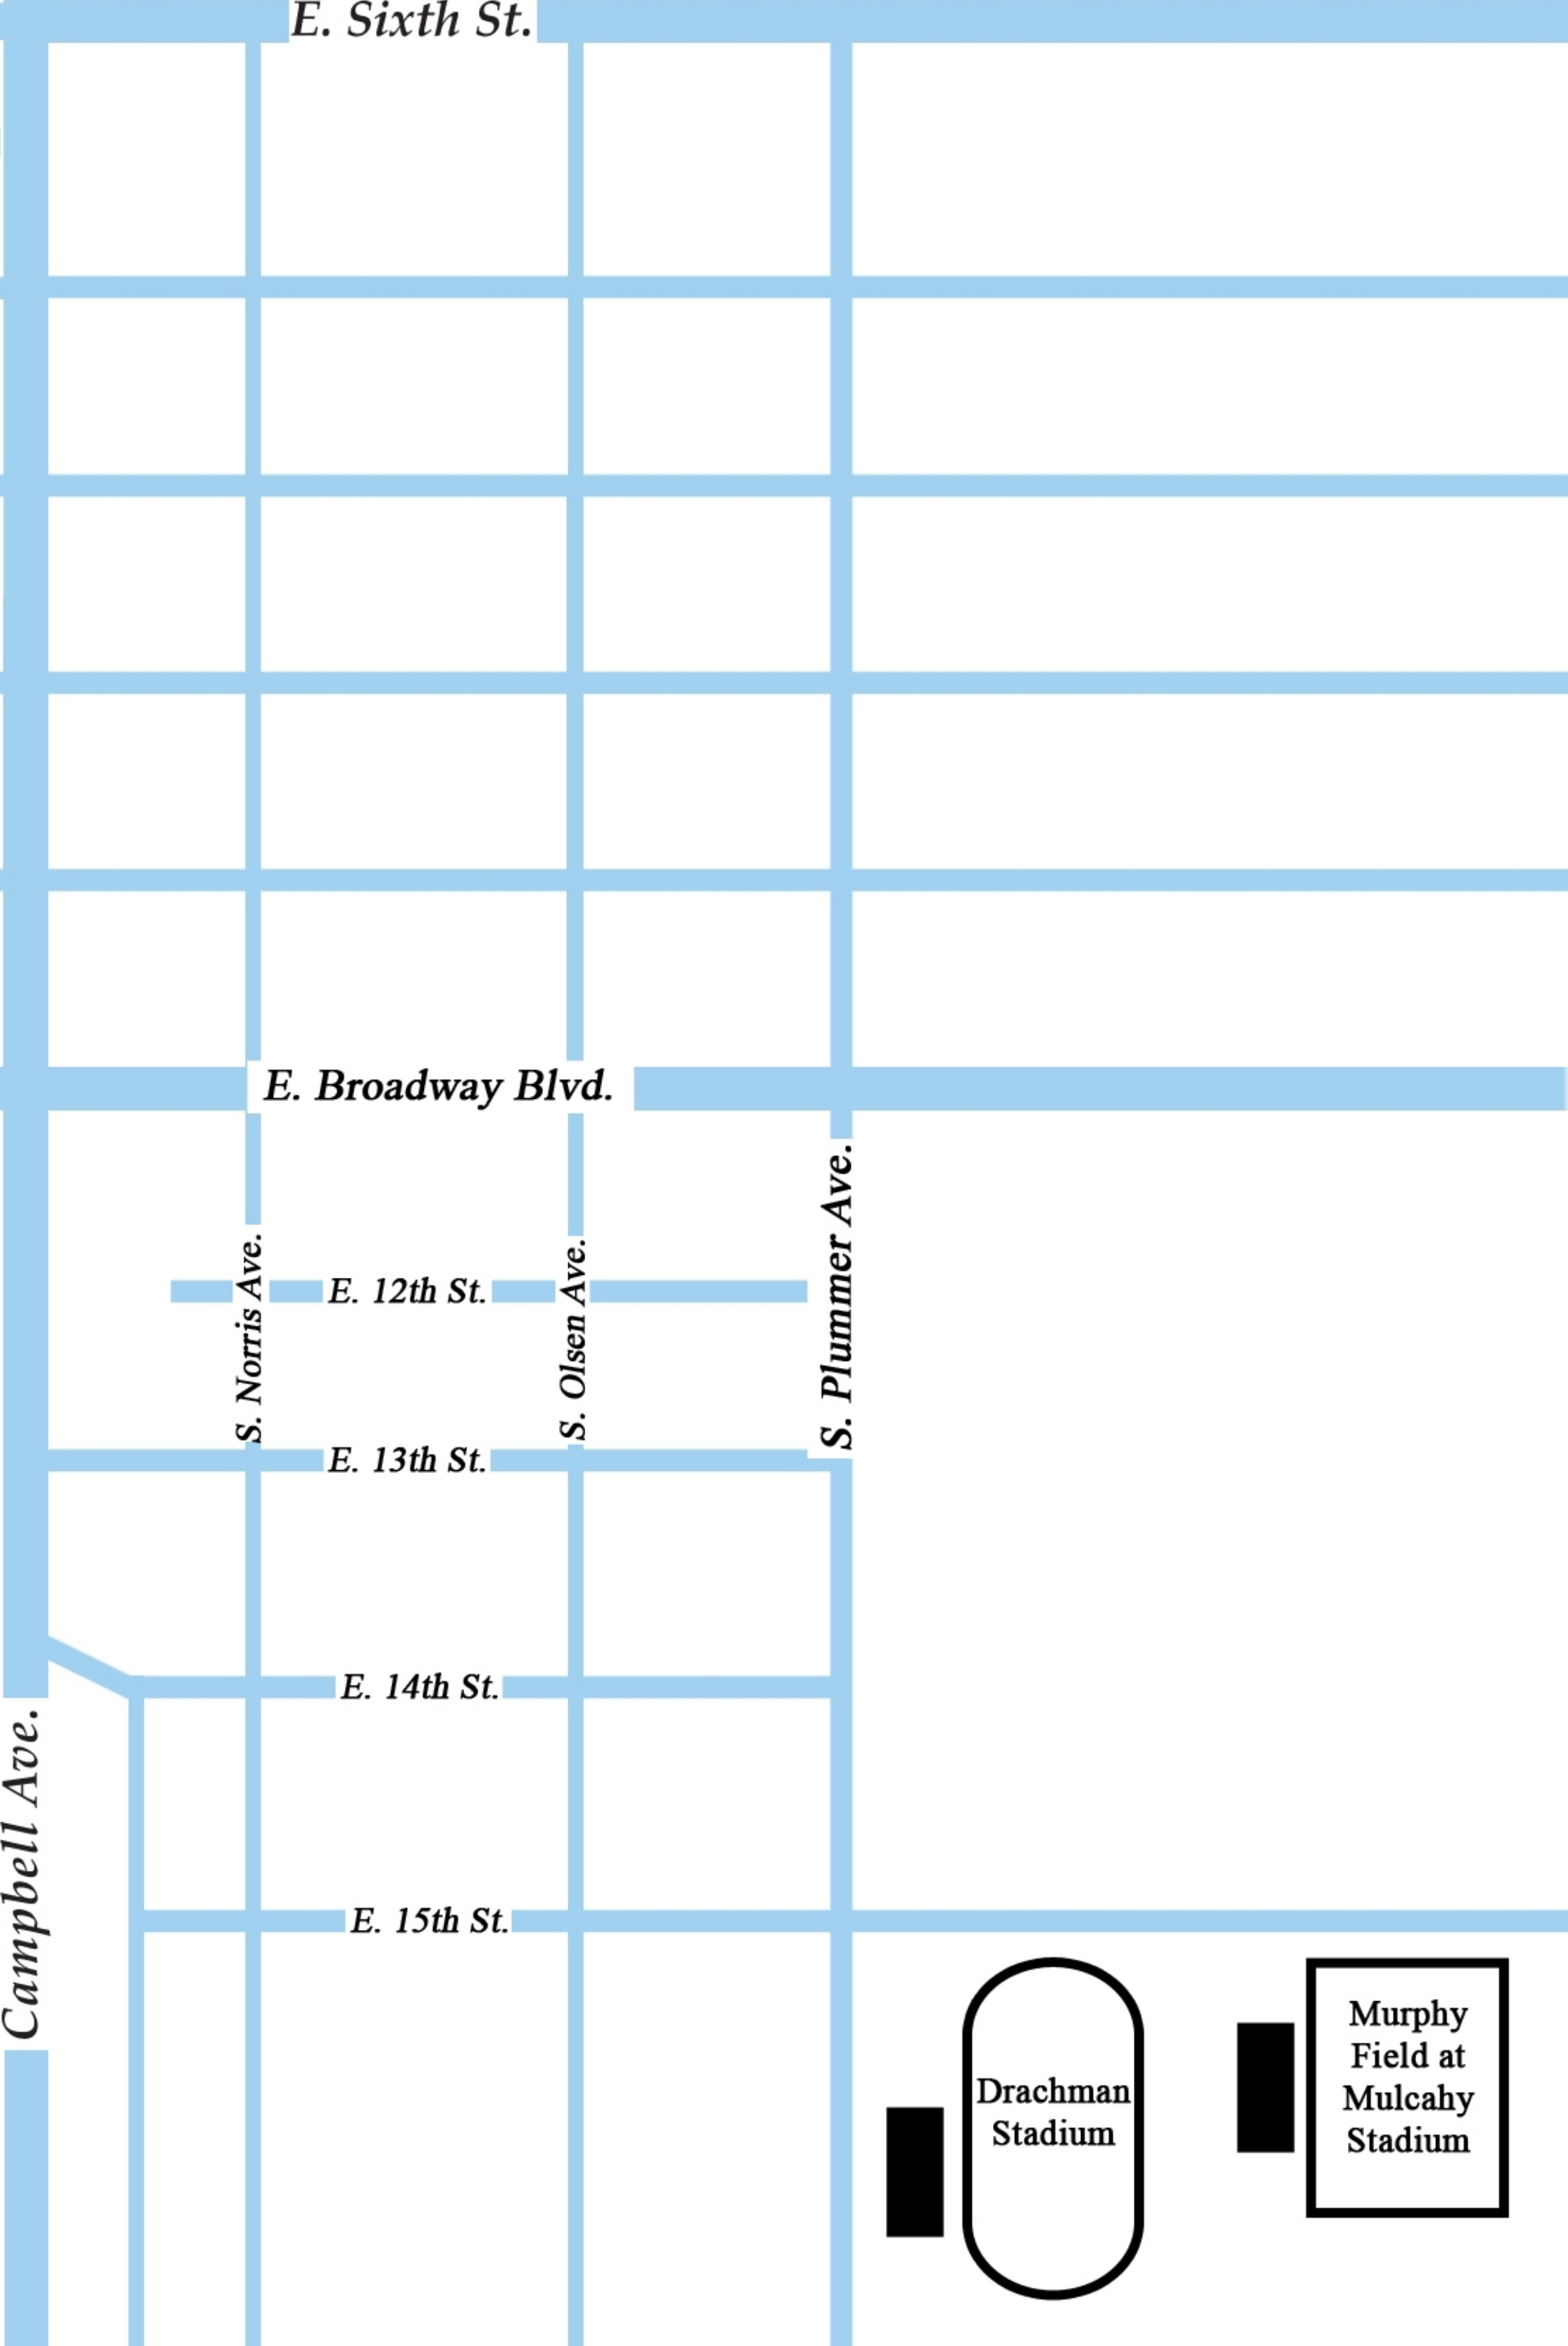 E. Sixth St.
E. Broadway Blvd.
S. Plummer Ave.
S. Norris Ave.
S. Olsen Ave.
E. 12th St.
E. 13th St.
E. 14th St.
Campbell Ave.
E. 15th St.
Drachman
Stadium
Murphy
Field at
Mulcahy
Stadium